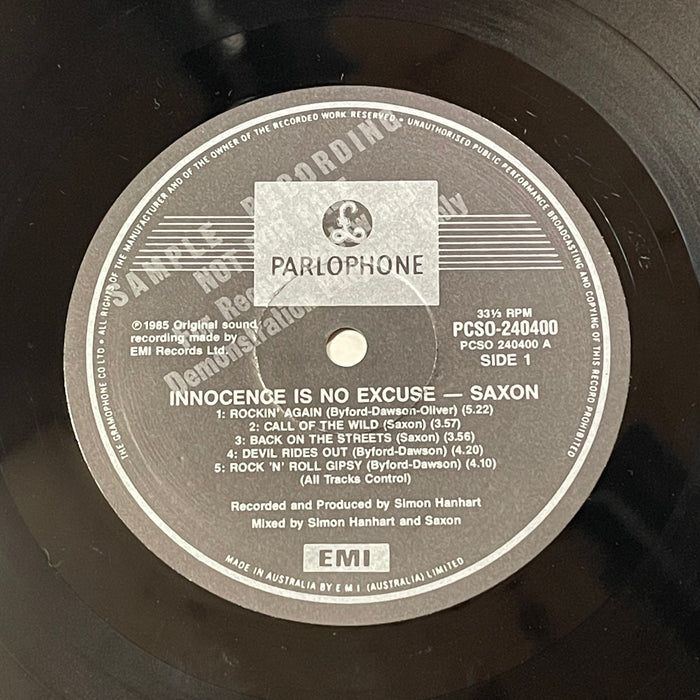 THE GRAMOPHONE CO LTD • ALL RIGHTS OF THE MANUFACTURER AND OF THE OWNER OF THE RECORDED WORK RESERVED • UNAUTHORISED PUBLIC PERFORMANCE BROADCASTING AND COPYING OF THIS RECORD PROHIBITED
SAMPLE RECORDING
NOT
Demonstration
only
£
PARLOPHONE
℗ 1985 Original sound
recording made by
EMI Records Ltd.
33⅓ RPM
PCSO-240400
PCSO 240400 A
SIDE 1
INNOCENCE IS NO EXCUSE — SAXON
1: ROCKIN' AGAIN (Byford-Dawson-Oliver) (5.22)
2: CALL OF THE WILD (Saxon) (3.57)
3: BACK ON THE STREETS (Saxon) (3.56)
4: DEVIL RIDES OUT (Byford-Dawson) (4.20)
5: ROCK 'N' ROLL GIPSY (Byford-Dawson) (4.10)
(All Tracks Control)
Recorded and Produced by Simon Hanhart
Mixed by Simon Hanhart and Saxon
EMI
MADE IN AUSTRALIA BY E M I (AUSTRALIA) LIMITED